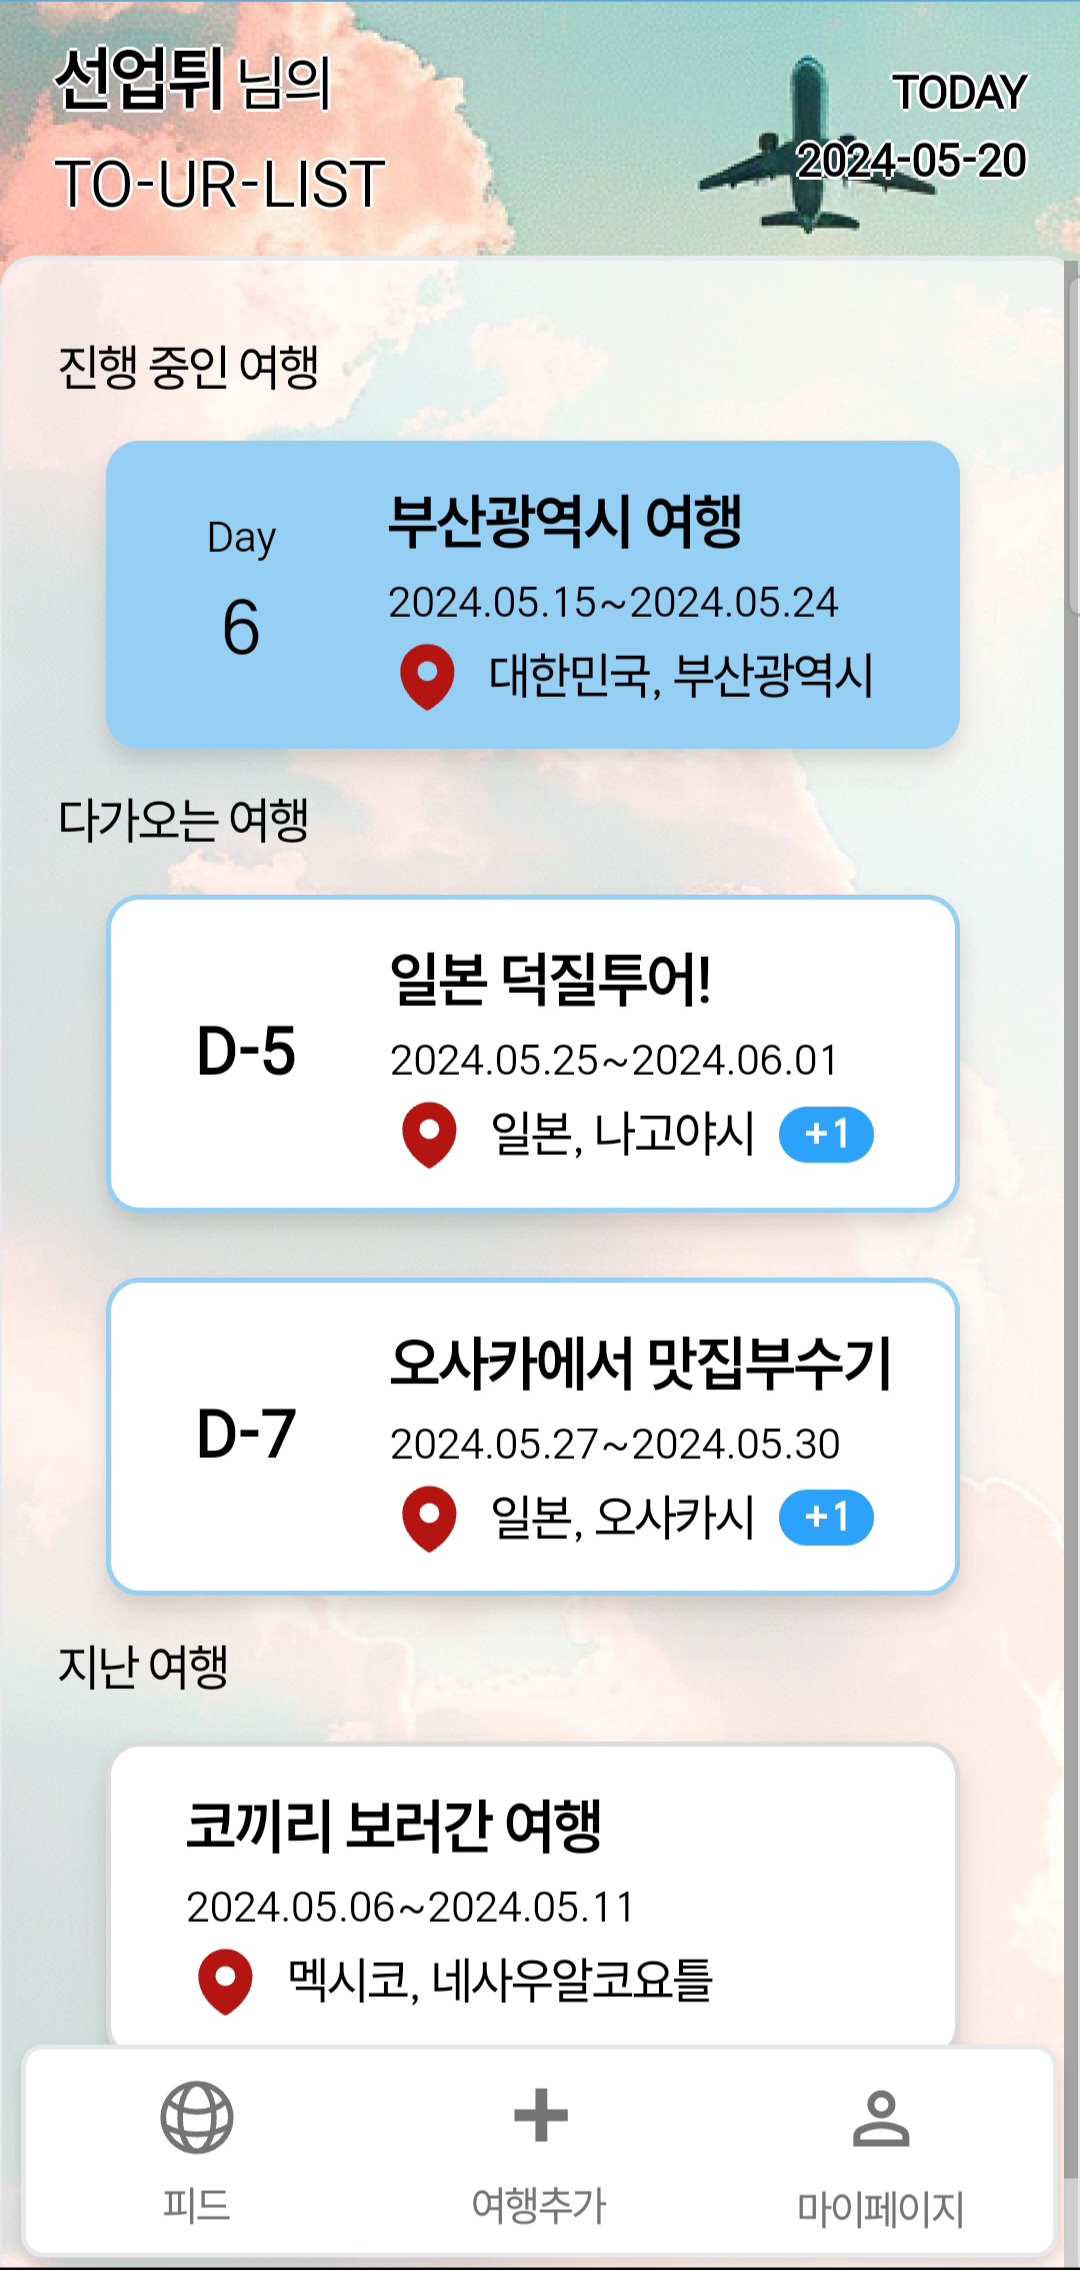 선업튀 님의
TO-UR-LIST
TODAY
2024-05-20
진행 중인 여행
Day
6
부산광역시 여행
2024.05.15~2024.05.24
대한민국, 부산광역시
다가오는 여행
D-5
일본 덕질투어!
2024.05.25~2024.06.01
일본, 나고야시 +1
D-7
오사카에서 맛집부수기
2024.05.27~2024.05.30
일본, 오사카시 +1
지난 여행
코끼리 보러간 여행
2024.05.06~2024.05.11
멕시코, 네사우알코요틀
피드
여행추가
마이페이지